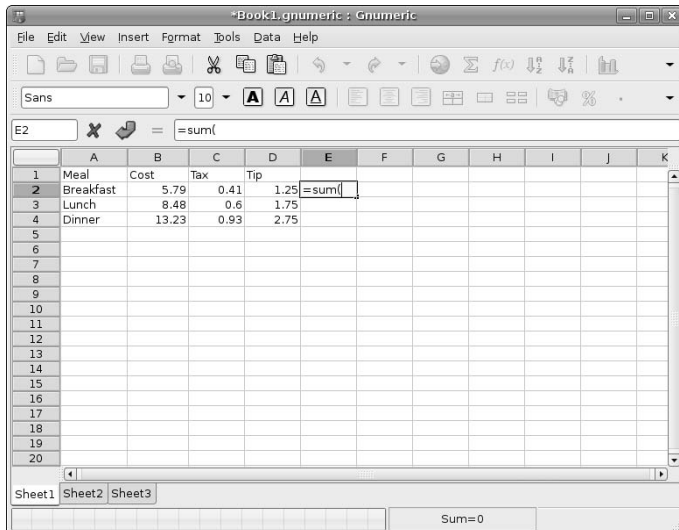 *Book1.gnumeric : Gnumeric
File Edit View Insert Format Tools Data Help
f(x)
Sans 10 A A A %
E2 = =sum(
A B C D E F G H I J K
1 Meal Cost Tax Tip
2 Breakfast 5.79 0.41 1.25 =sum(
3 Lunch 8.48 0.6 1.75
4 Dinner 13.23 0.93 2.75
5
6
7
8
9
10
11
12
13
14
15
16
17
18
19
20
Sheet1 Sheet2 Sheet3
Sum=0